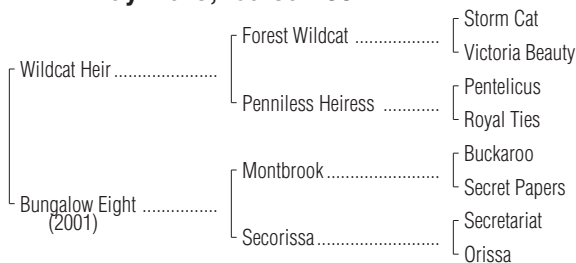 Storm Cat
Forest Wildcat ...................
Victoria Beauty
Wildcat Heir .......................
Pentelicus
Penniless Heiress ............
Royal Ties
Buckaroo
Montbrook .........................
Secret Papers
Bungalow Eight .................
(2001)
Secretariat
Secorissa ...........................
Orissa